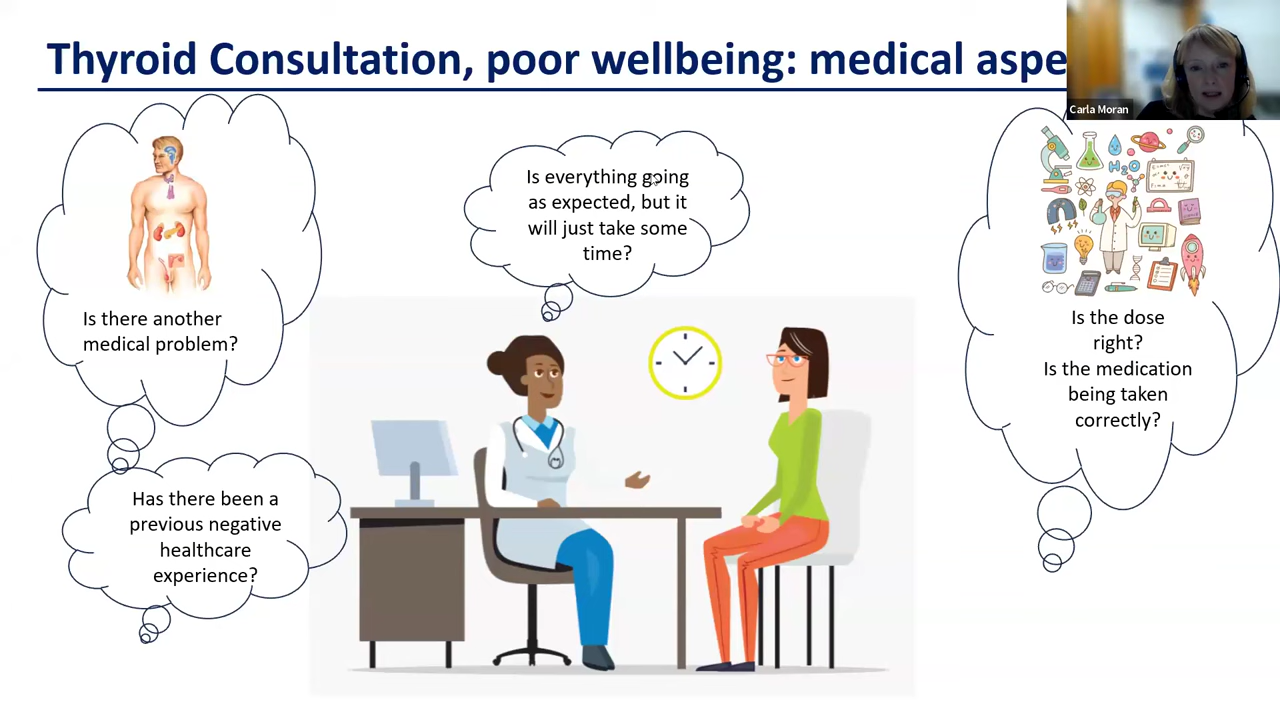 Thyroid Consultation, poor wellbeing: medical aspe
Carla Moran
Is there another
medical problem?
Is everything going
as expected, but it
will just take some
time?
H₂O
Is the dose
right?
Is the medication
being taken
correctly?
Has there been a
previous negative
healthcare
experience?